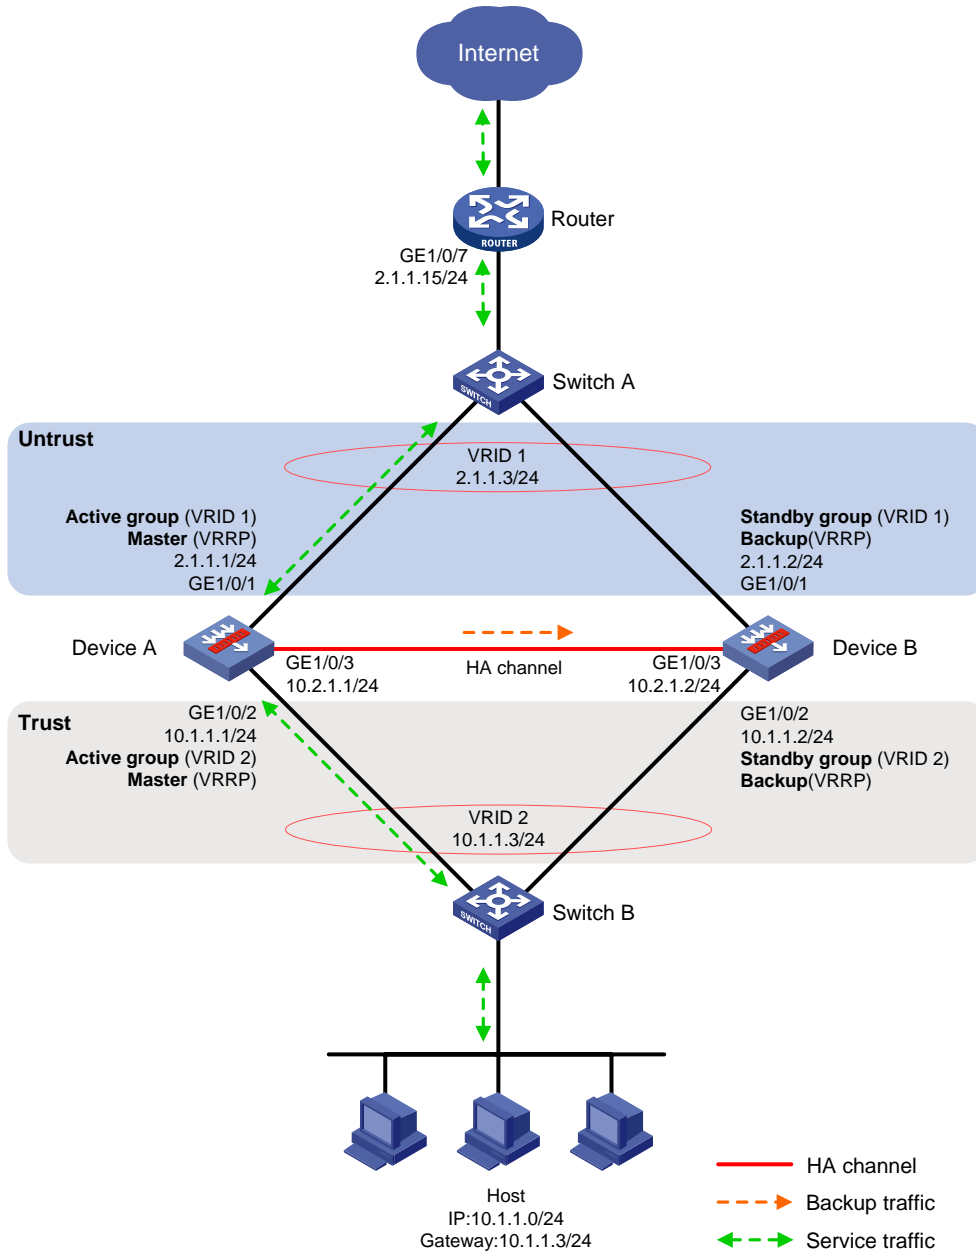 Internet
Router
ROUTER
GE1/0/7
2.1.1.15/24
Switch A
SWITCH
Untrust
VRID 1
2.1.1.3/24
Active group (VRID 1)
Master (VRRP)
2.1.1.1/24
GE1/0/1
Standby group (VRID 1)
Backup(VRRP)
2.1.1.2/24
GE1/0/1
Device A
Device B
GE1/0/3
10.2.1.1/24
HA channel
GE1/0/3
10.2.1.2/24
Trust
GE1/0/2
10.1.1.1/24
Active group (VRID 2)
Master (VRRP)
GE1/0/2
10.1.1.2/24
Standby group (VRID 2)
Backup(VRRP)
VRID 2
10.1.1.3/24
Switch B
SWITCH
Host
IP:10.1.1.0/24
Gateway:10.1.1.3/24
HA channel
Backup traffic
Service traffic